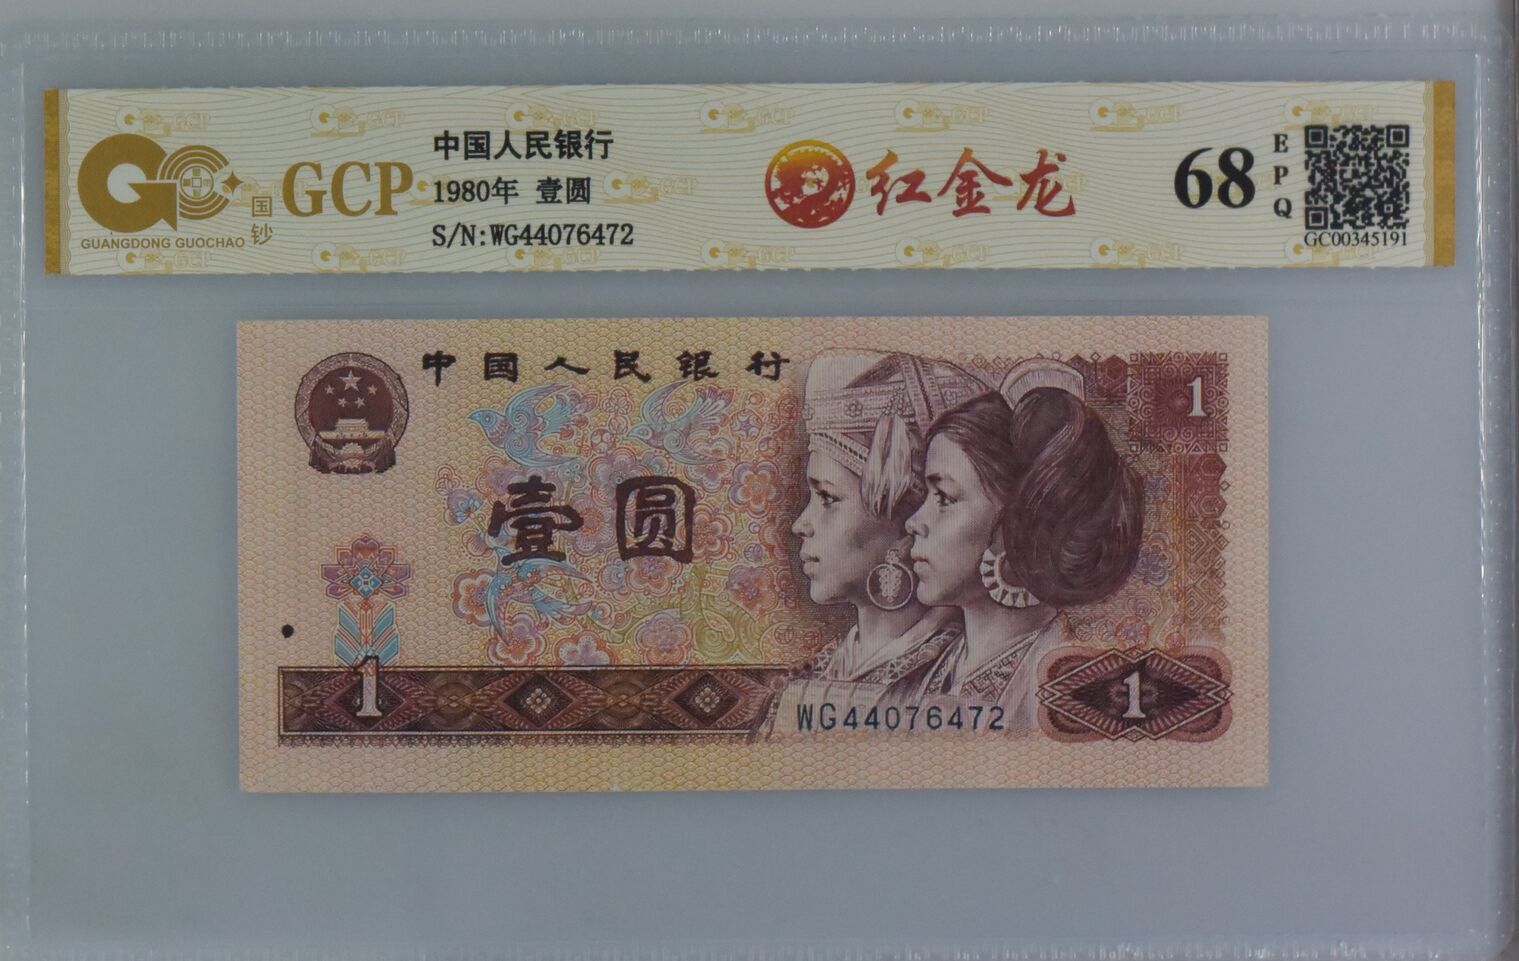 GCP
GUANGDONG GUOCHAO
国钞
中国人民银行
1980年 壹圆
S/N:WG44076472
红金龙
68
EPQ
GC00345191
中国人民银行
1
壹圆
1
WG44076472
1